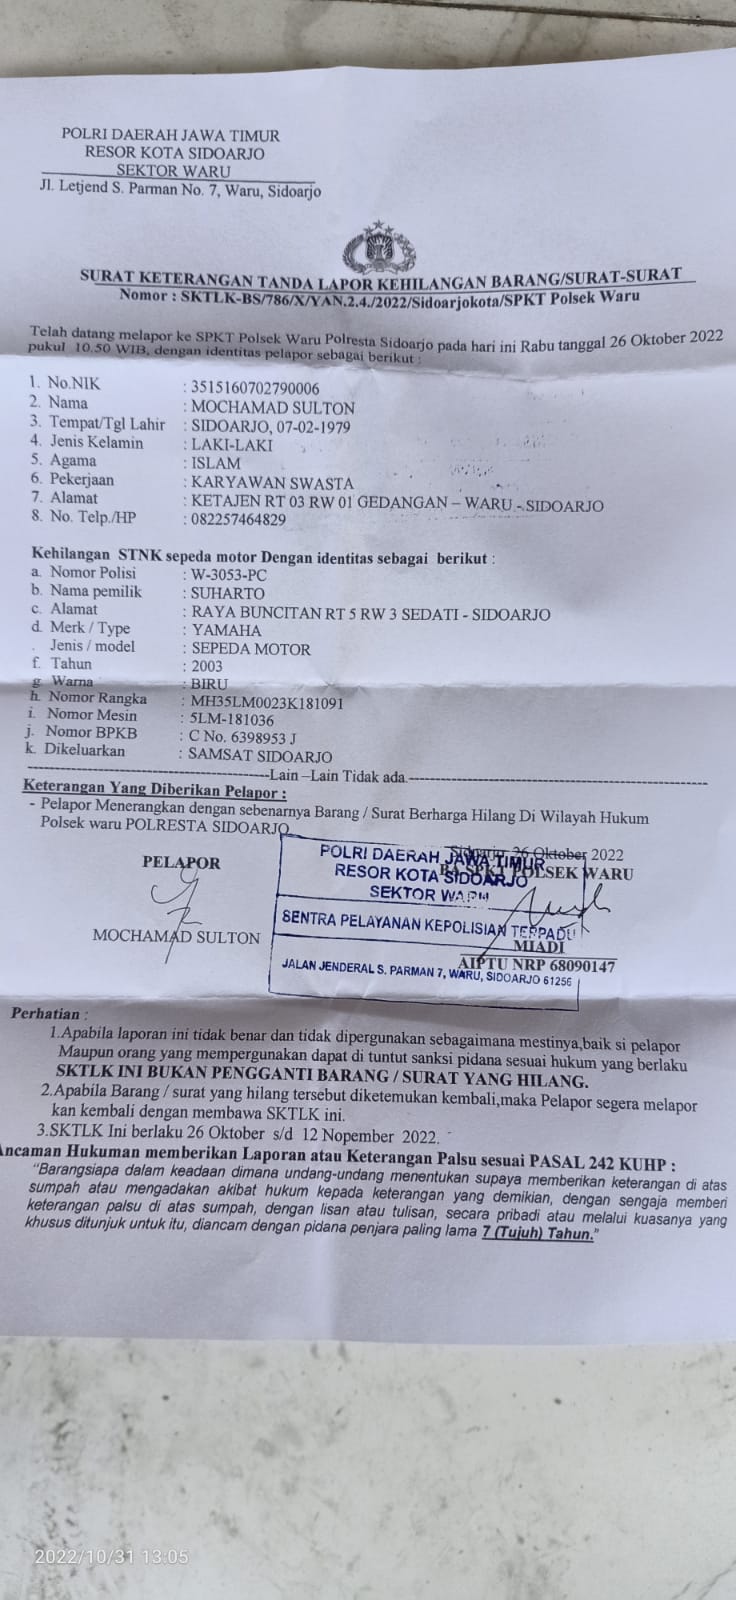 POLRI DAERAH JAWA TIMUR
RESOR KOTA SIDOARJO
SEKTOR WARU
Jl. Letjend S. Parman No. 7, Waru, Sidoarjo
SURAT KETERANGAN TANDA LAPOR KEHILANGAN BARANG/SURAT-SURAT
Nomor : SKTLK-BS/786/X/YAN.2.4./2022/Sidoarjokota/SPKT Polsek Waru
Telah datang melapor ke SPKT Polsek Waru Polresta Sidoarjo pada hari ini Rabu tanggal 26 Oktober 2022
pukul 10.50 WIB, dengan identitas pelapor sebagai berikut :
1. No.NIK : 3515160702790006
2. Nama : MOCHAMAD SULTON
3. Tempat/Tgl Lahir : SIDOARJO, 07-02-1979
4. Jenis Kelamin : LAKI-LAKI
5. Agama : ISLAM
6. Pekerjaan : KARYAWAN SWASTA
7. Alamat : KETAJEN RT 03 RW 01 GEDANGAN – WARU - SIDOARJO
8. No. Telp./HP : 082257464829
Kehilangan STNK sepeda motor Dengan identitas sebagai berikut :
a. Nomor Polisi : W-3053-PC
b. Nama pemilik : SUHARTO
c. Alamat : RAYA BUNCITAN RT 5 RW 3 SEDATI - SIDOARJO
d. Merk / Type : YAMAHA
. Jenis / model : SEPEDA MOTOR
f. Tahun : 2003
g. Warna : BIRU
h. Nomor Rangka : MH35LM0023K181091
i. Nomor Mesin : 5LM-181036
j. Nomor BPKB : C No. 6398953 J
k. Dikeluarkan : SAMSAT SIDOARJO
-----Lain –Lain Tidak ada.-----
Keterangan Yang Diberikan Pelapor :
- Pelapor Menerangkan dengan sebenarnya Barang / Surat Berharga Hilang Di Wilayah Hukum
Polsek waru POLRESTA SIDOARJO
Sidoarjo, 26 Oktober 2022
PELAPOR
BA SPKT POLSEK WARU
MOCHAMAD SULTON
MIADI
AIPTU NRP 68090147
POLRI DAERAH JAWA TIMUR
RESOR KOTA SIDOARJO
SEKTOR WARU
SENTRA PELAYANAN KEPOLISIAN TERPADU
JALAN JENDERAL S. PARMAN 7, WARU, SIDOARJO 61256
Perhatian :
1.Apabila laporan ini tidak benar dan tidak dipergunakan sebagaimana mestinya,baik si pelapor
Maupun orang yang mempergunakan dapat di tuntut sanksi pidana sesuai hukum yang berlaku
SKTLK INI BUKAN PENGGANTI BARANG / SURAT YANG HILANG.
2.Apabila Barang / surat yang hilang tersebut diketemukan kembali,maka Pelapor segera melapor
kan kembali dengan membawa SKTLK ini.
3.SKTLK Ini berlaku 26 Oktober s/d 12 Nopember 2022.
Ancaman Hukuman memberikan Laporan atau Keterangan Palsu sesuai PASAL 242 KUHP :
"Barangsiapa dalam keadaan dimana undang-undang menentukan supaya memberikan keterangan di atas
sumpah atau mengadakan akibat hukum kepada keterangan yang demikian, dengan sengaja memberi
keterangan palsu di atas sumpah, dengan lisan atau tulisan, secara pribadi atau melalui kuasanya yang
khusus ditunjuk untuk itu, diancam dengan pidana penjara paling lama 7 (Tujuh) Tahun."
2022/10/31 13:05